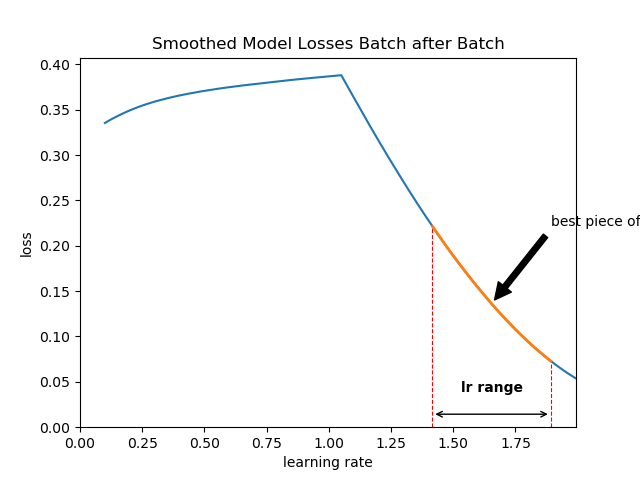 Smoothed Model Losses Batch after Batch
0.40
0.35
0.30
0.25
0.20
0.15
0.10
0.05
0.00
loss
best piece of
lr range
0.00 0.25 0.50 0.75 1.00 1.25 1.50 1.75
learning rate